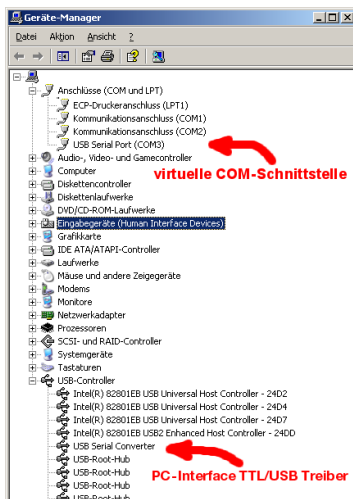 Geräte-Manager
Datei Aktion Ansicht ?
Anschlüsse (COM und LPT)
ECP-Druckeranschluss (LPT1)
Kommunikationsanschluss (COM1)
Kommunikationsanschluss (COM2)
USB Serial Port (COM3)
Audio-, Video- und Gamecontroller
Computer
virtuelle COM-Schnittstelle
Diskettencontroller
Diskettenlaufwerke
DVD/CD-ROM-Laufwerke
Eingabegeräte (Human Interface Devices)
Grafikkarte
IDE ATA/ATAPI-Controller
Laufwerke
Mäuse und andere Zeigegeräte
Modems
Monitore
Netzwerkadapter
Prozessoren
SCSI- und RAID-Controller
Systemgeräte
Tastaturen
USB-Controller
Intel(R) 82801EB USB Universal Host Controller - 24D2
Intel(R) 82801EB USB Universal Host Controller - 24D4
Intel(R) 82801EB USB Universal Host Controller - 24D7
Intel(R) 82801EB USB2 Enhanced Host Controller - 24DD
USB Serial Converter
USB-Root-Hub
USB-Root-Hub
PC-Interface TTL/USB Treiber
USB-Root-Hub
USB-Root-Hub